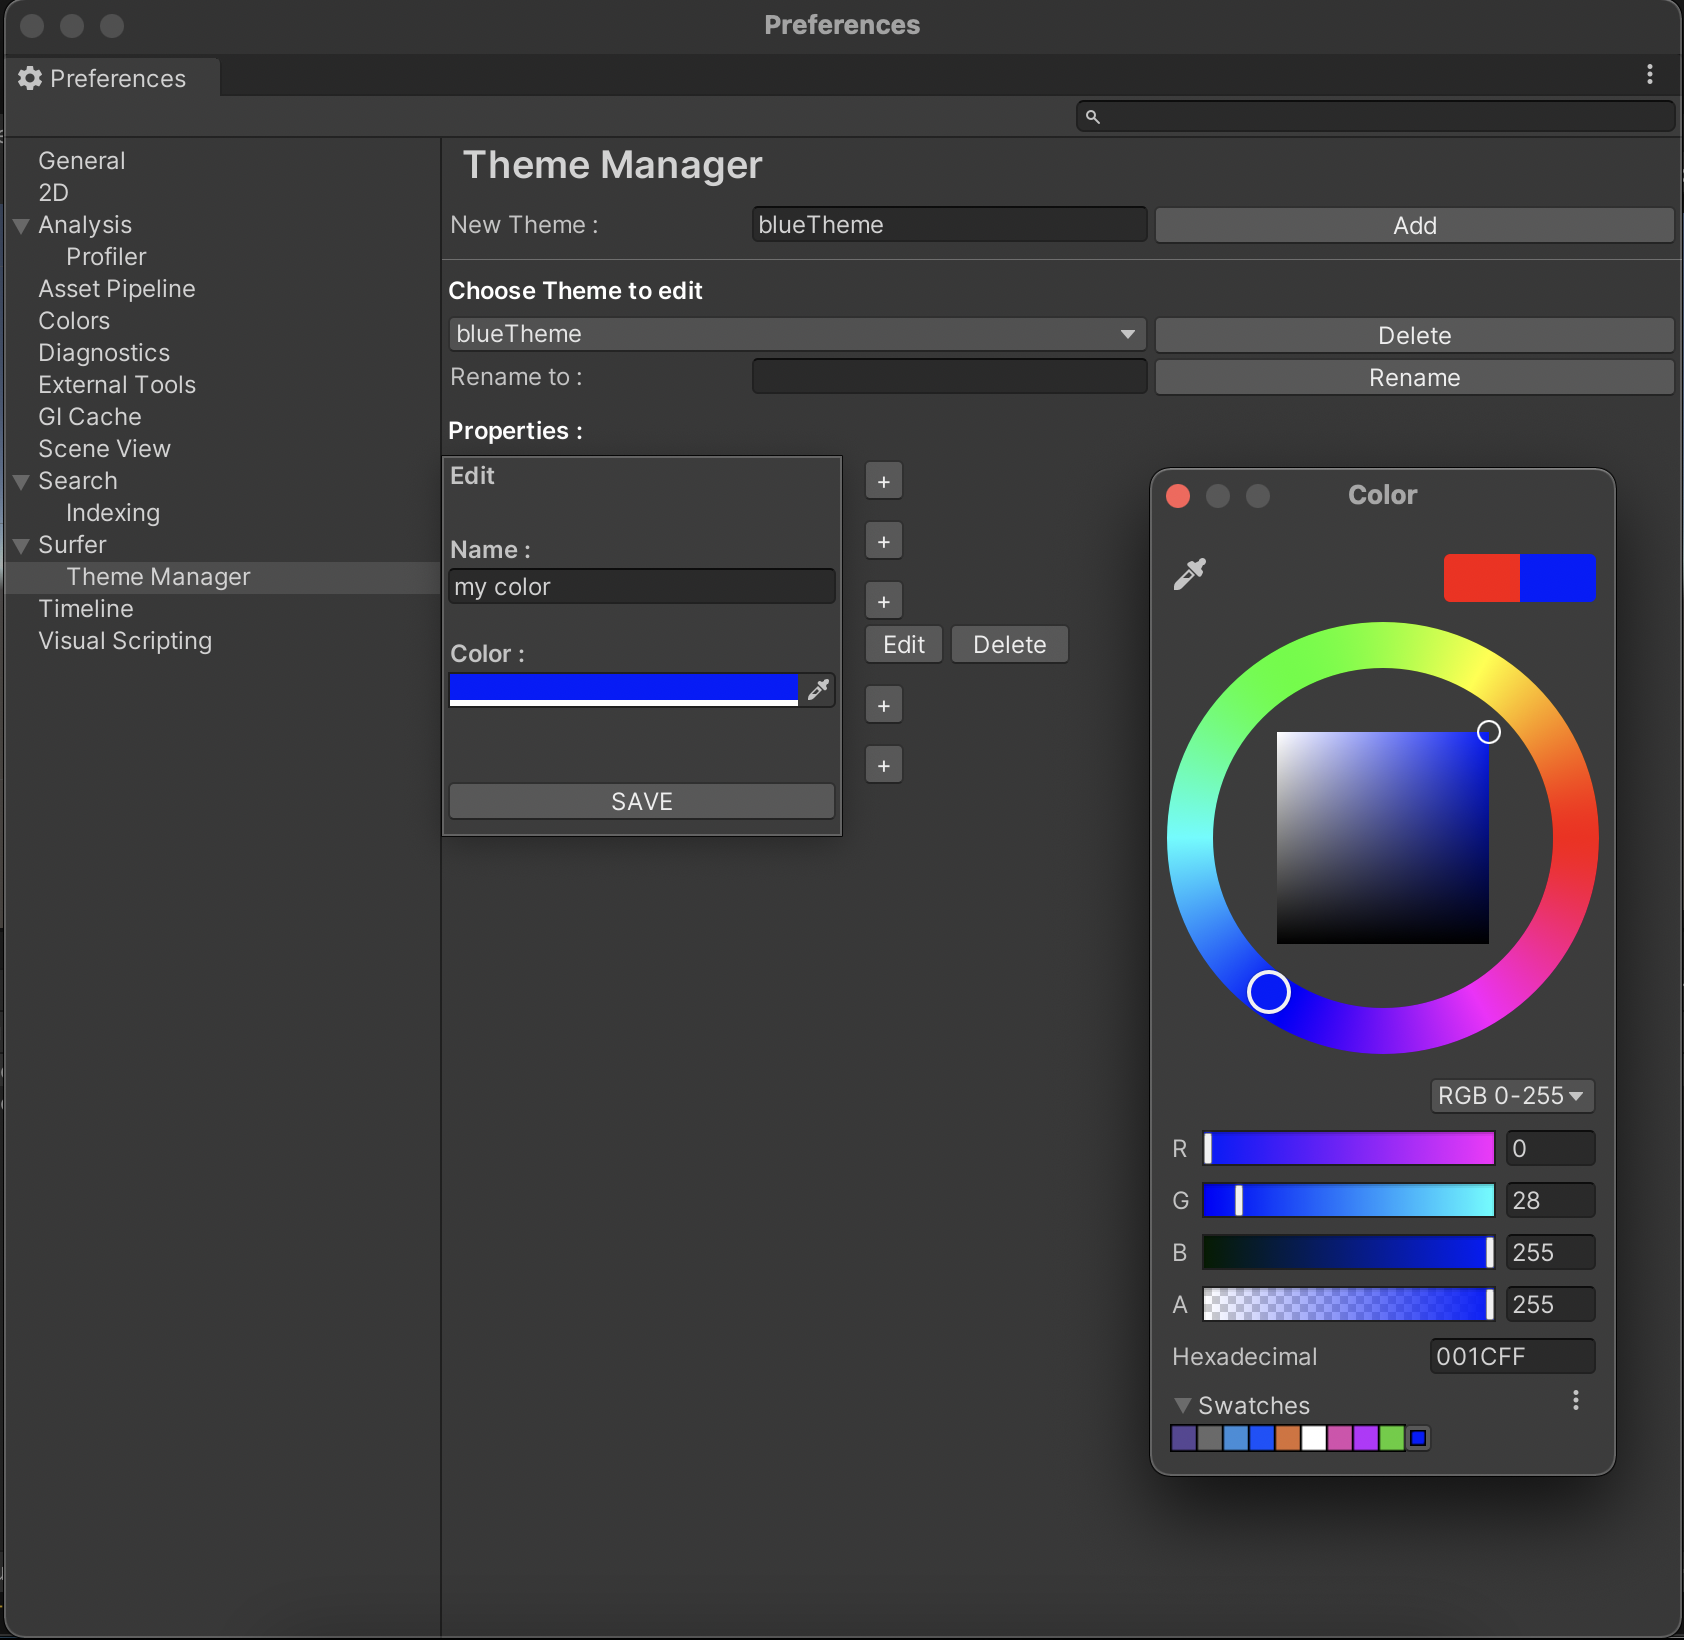 Preferences
Preferences
General
2D
Analysis
Profiler
Asset Pipeline
Colors
Diagnostics
External Tools
GI Cache
Scene View
Search
Indexing
Surfer
Theme Manager
Timeline
Visual Scripting
Theme Manager
New Theme :
blueTheme
Add
Choose Theme to edit
blueTheme
Delete
Rename to :
Rename
Properties :
Edit
Name :
my color
Color :
SAVE
+
+
+
Edit
Delete
+
+
Color
RGB 0-255
R
0
G
28
B
255
A
255
Hexadecimal
001CFF
Swatches